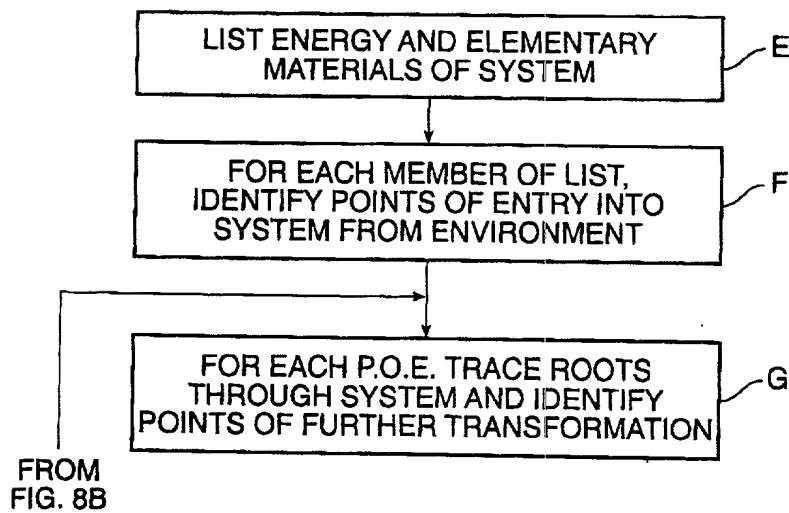 LIST ENERGY AND ELEMENTARY
MATERIALS OF SYSTEM
E
FOR EACH MEMBER OF LIST,
IDENTIFY POINTS OF ENTRY INTO
SYSTEM FROM ENVIRONMENT
F
FOR EACH P.O.E. TRACE ROOTS
THROUGH SYSTEM AND IDENTIFY
POINTS OF FURTHER TRANSFORMATION
G
FROM
FIG. 8B